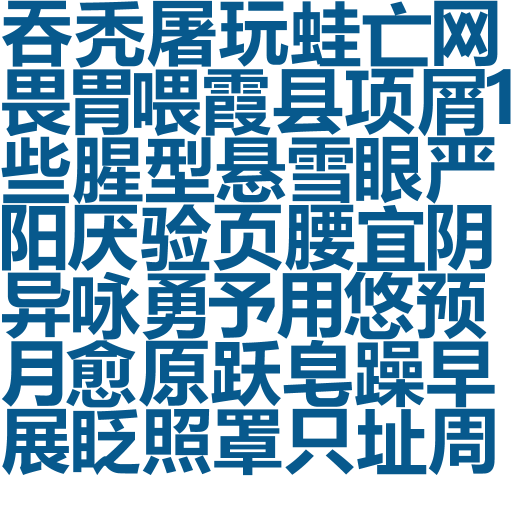 吞秃屠玩蛙亡网
畏胃喂霞县项屑1
些腥型悬雪眼严
阳厌验页腰宜阴
异咏勇予用悠预
月愈原跃皂躁早
展眨照罩只址周